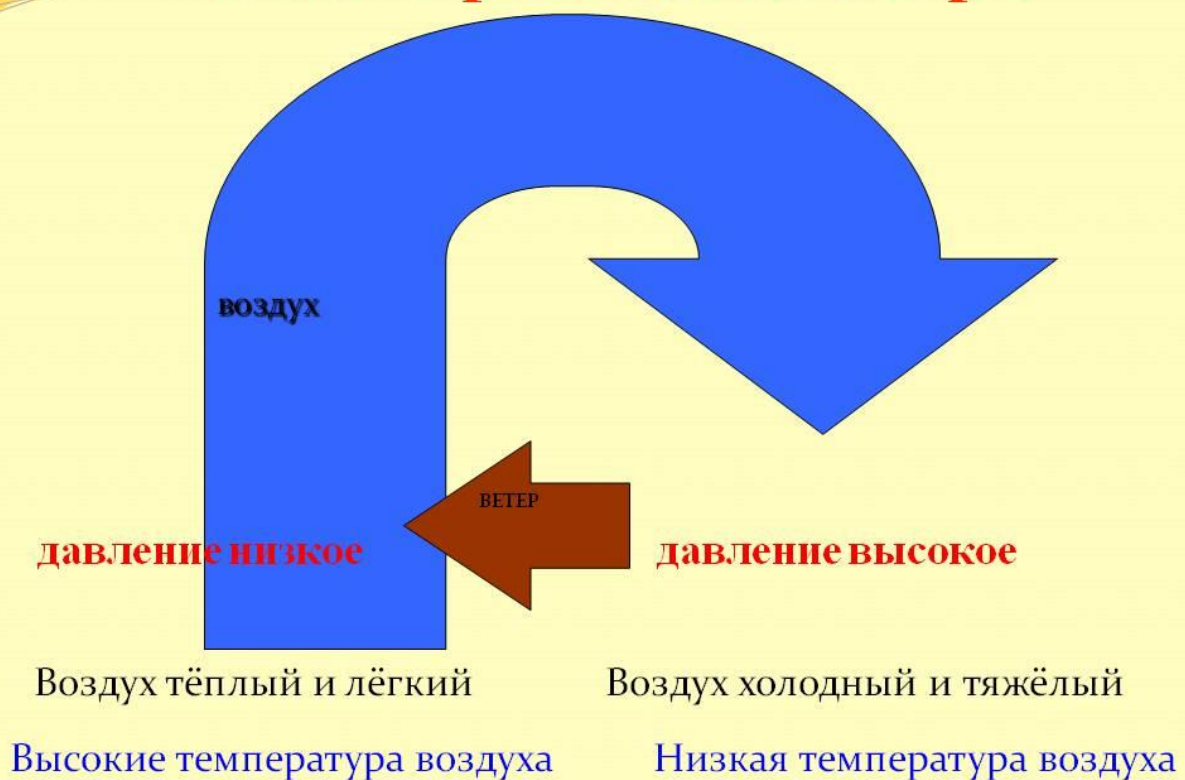 воздух
ВЕТЕР
давление низкое давление высокое
Воздух тёплый и лёгкий Воздух холодный и тяжёлый
Высокие температура воздуха Низкая температура воздуха